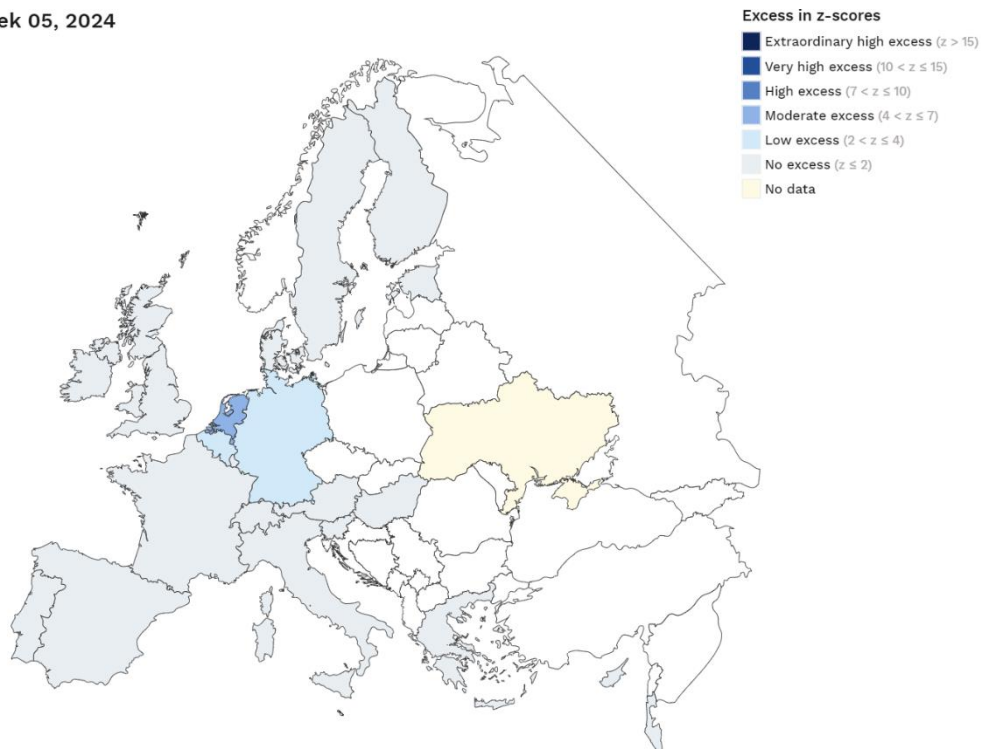 ek 05, 2024
Excess in z-scores
Extraordinary high excess (z > 15)
Very high excess (10 < z ≤ 15)
High excess (7 < z ≤ 10)
Moderate excess (4 < z ≤ 7)
Low excess (2 < z ≤ 4)
No excess (z ≤ 2)
No data